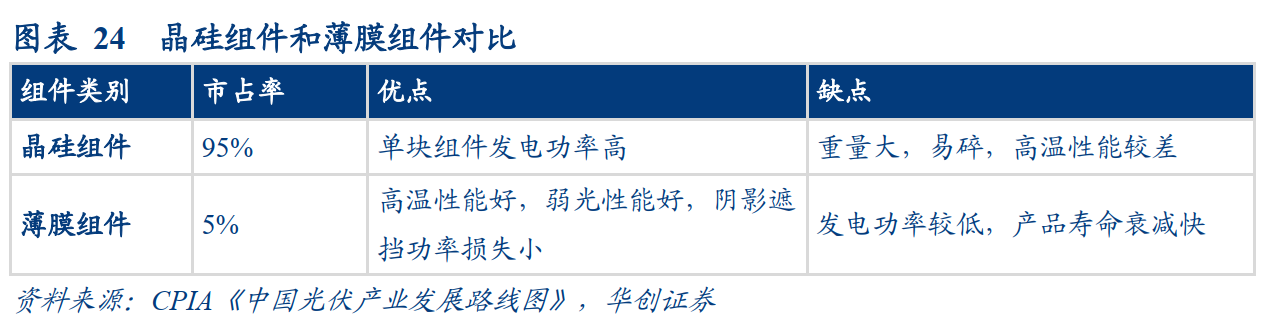 图表 24 晶硅组件和薄膜组件对比
组件类别 市占率 优点 缺点
晶硅组件 95% 单块组件发电功率高 重量大，易碎，高温性能较差
薄膜组件 5% 高温性能好，弱光性能好，阴影遮
挡功率损失小 发电功率较低，产品寿命衰减快
资料来源：CPIA《中国光伏产业发展路线图》，华创证券